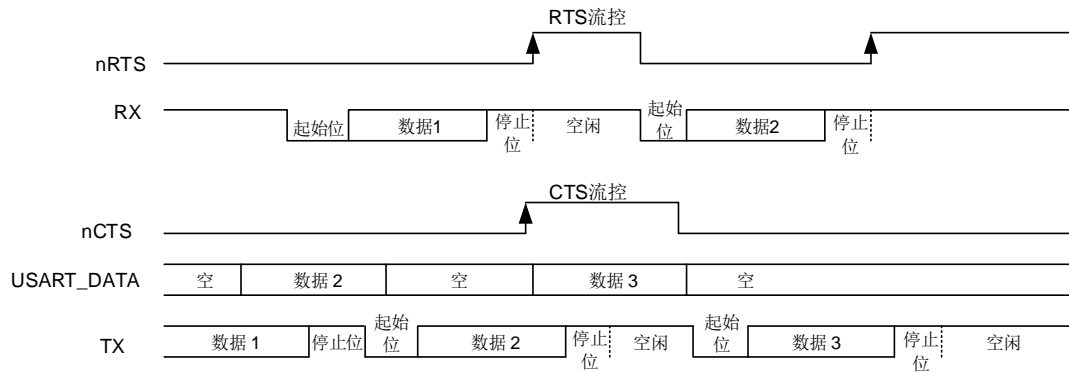 RTS流控
nRTS
RX
起始位
数据1
停止
位
空闲
起始
位
数据2
停止
位
CTS流控
nCTS
USART_DATA
空
数据 2
空
数据 3
空
TX
数据 1
停止位
起始
位
数据 2
停止
位
空闲
起始
位
数据 3
停止
位
空闲